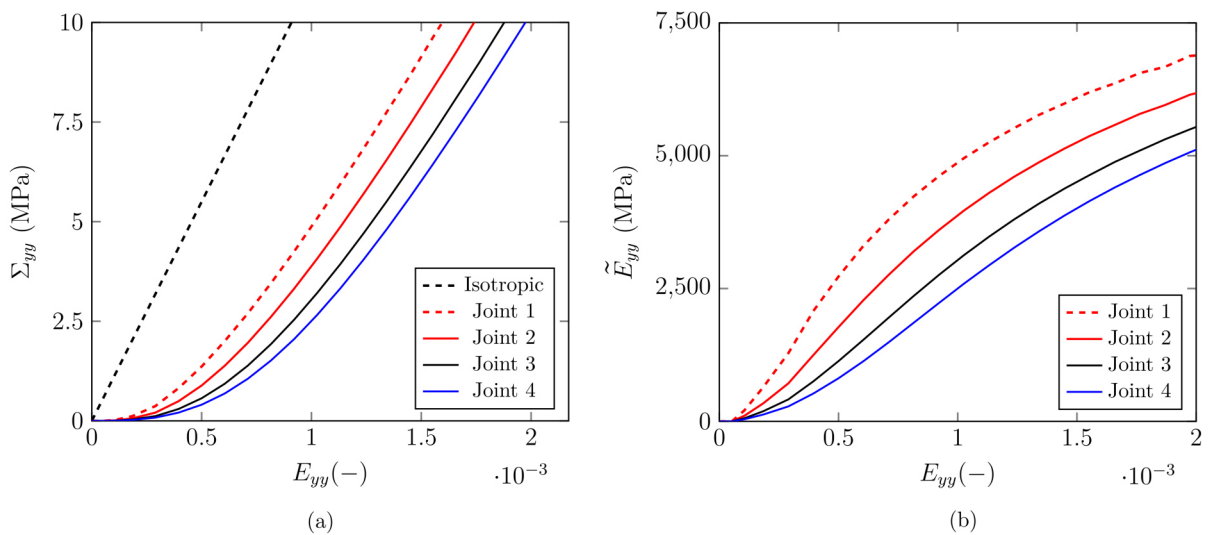 10
7.5
5
2.5
0
Σyy (MPa)
0
0.5
1
1.5
2
Eyy(−)
·10−3
Isotropic
Joint 1
Joint 2
Joint 3
Joint 4
(a)
7,500
5,000
2,500
0
Ẽyy (MPa)
0
0.5
1
1.5
2
Eyy(−)
·10−3
Joint 1
Joint 2
Joint 3
Joint 4
(b)